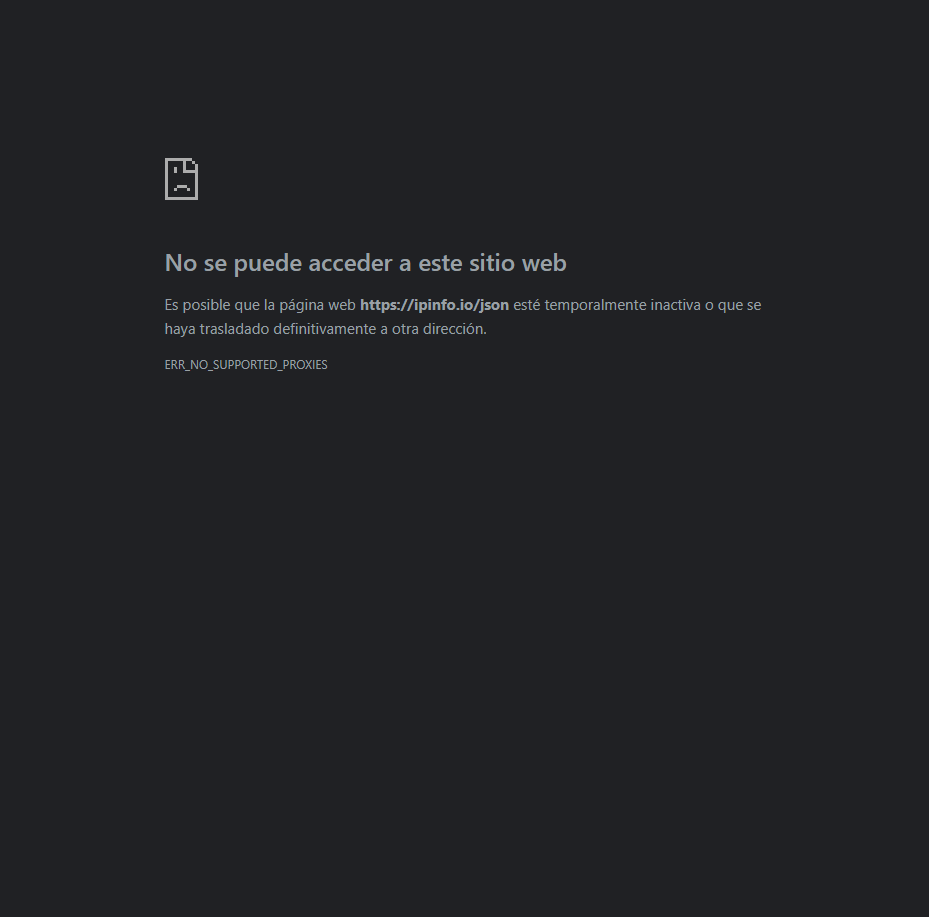 No se puede acceder a este sitio web
Es posible que la página web https://ipinfo.io/json esté temporalmente inactiva o que se
haya trasladado definitivamente a otra dirección.
ERR_NO_SUPPORTED_PROXIES